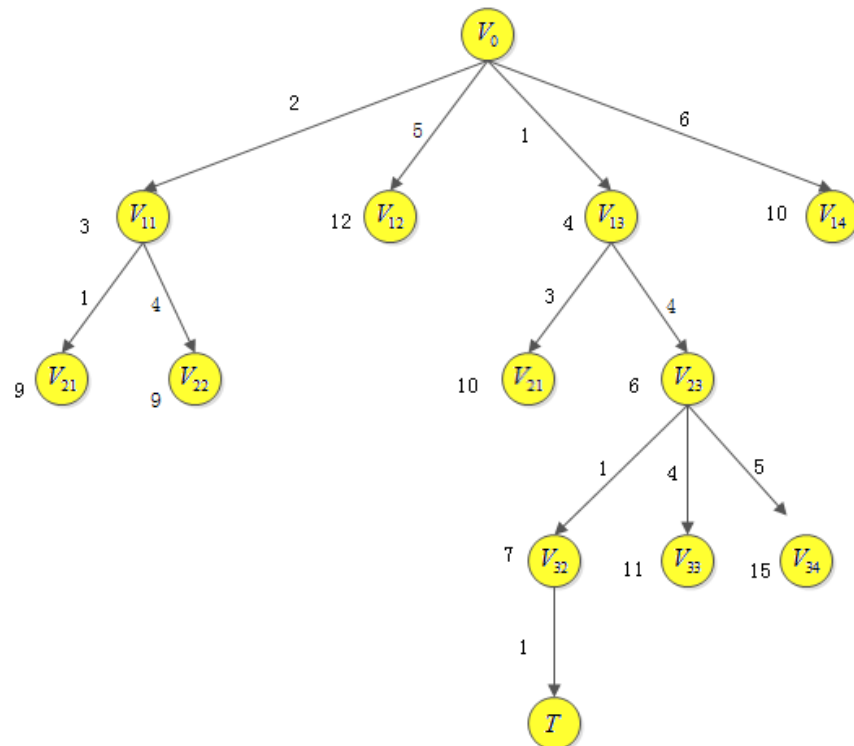 V₀
2
5
1
6
3 V₁₁
12 V₁₂
4 V₁₃
10 V₁₄
1
4
3
4
9 V₂₁
9 V₂₂
10 V₂₁
6 V₂₃
1
4
5
7 V₃₂
11 V₃₃
15 V₃₄
1
T